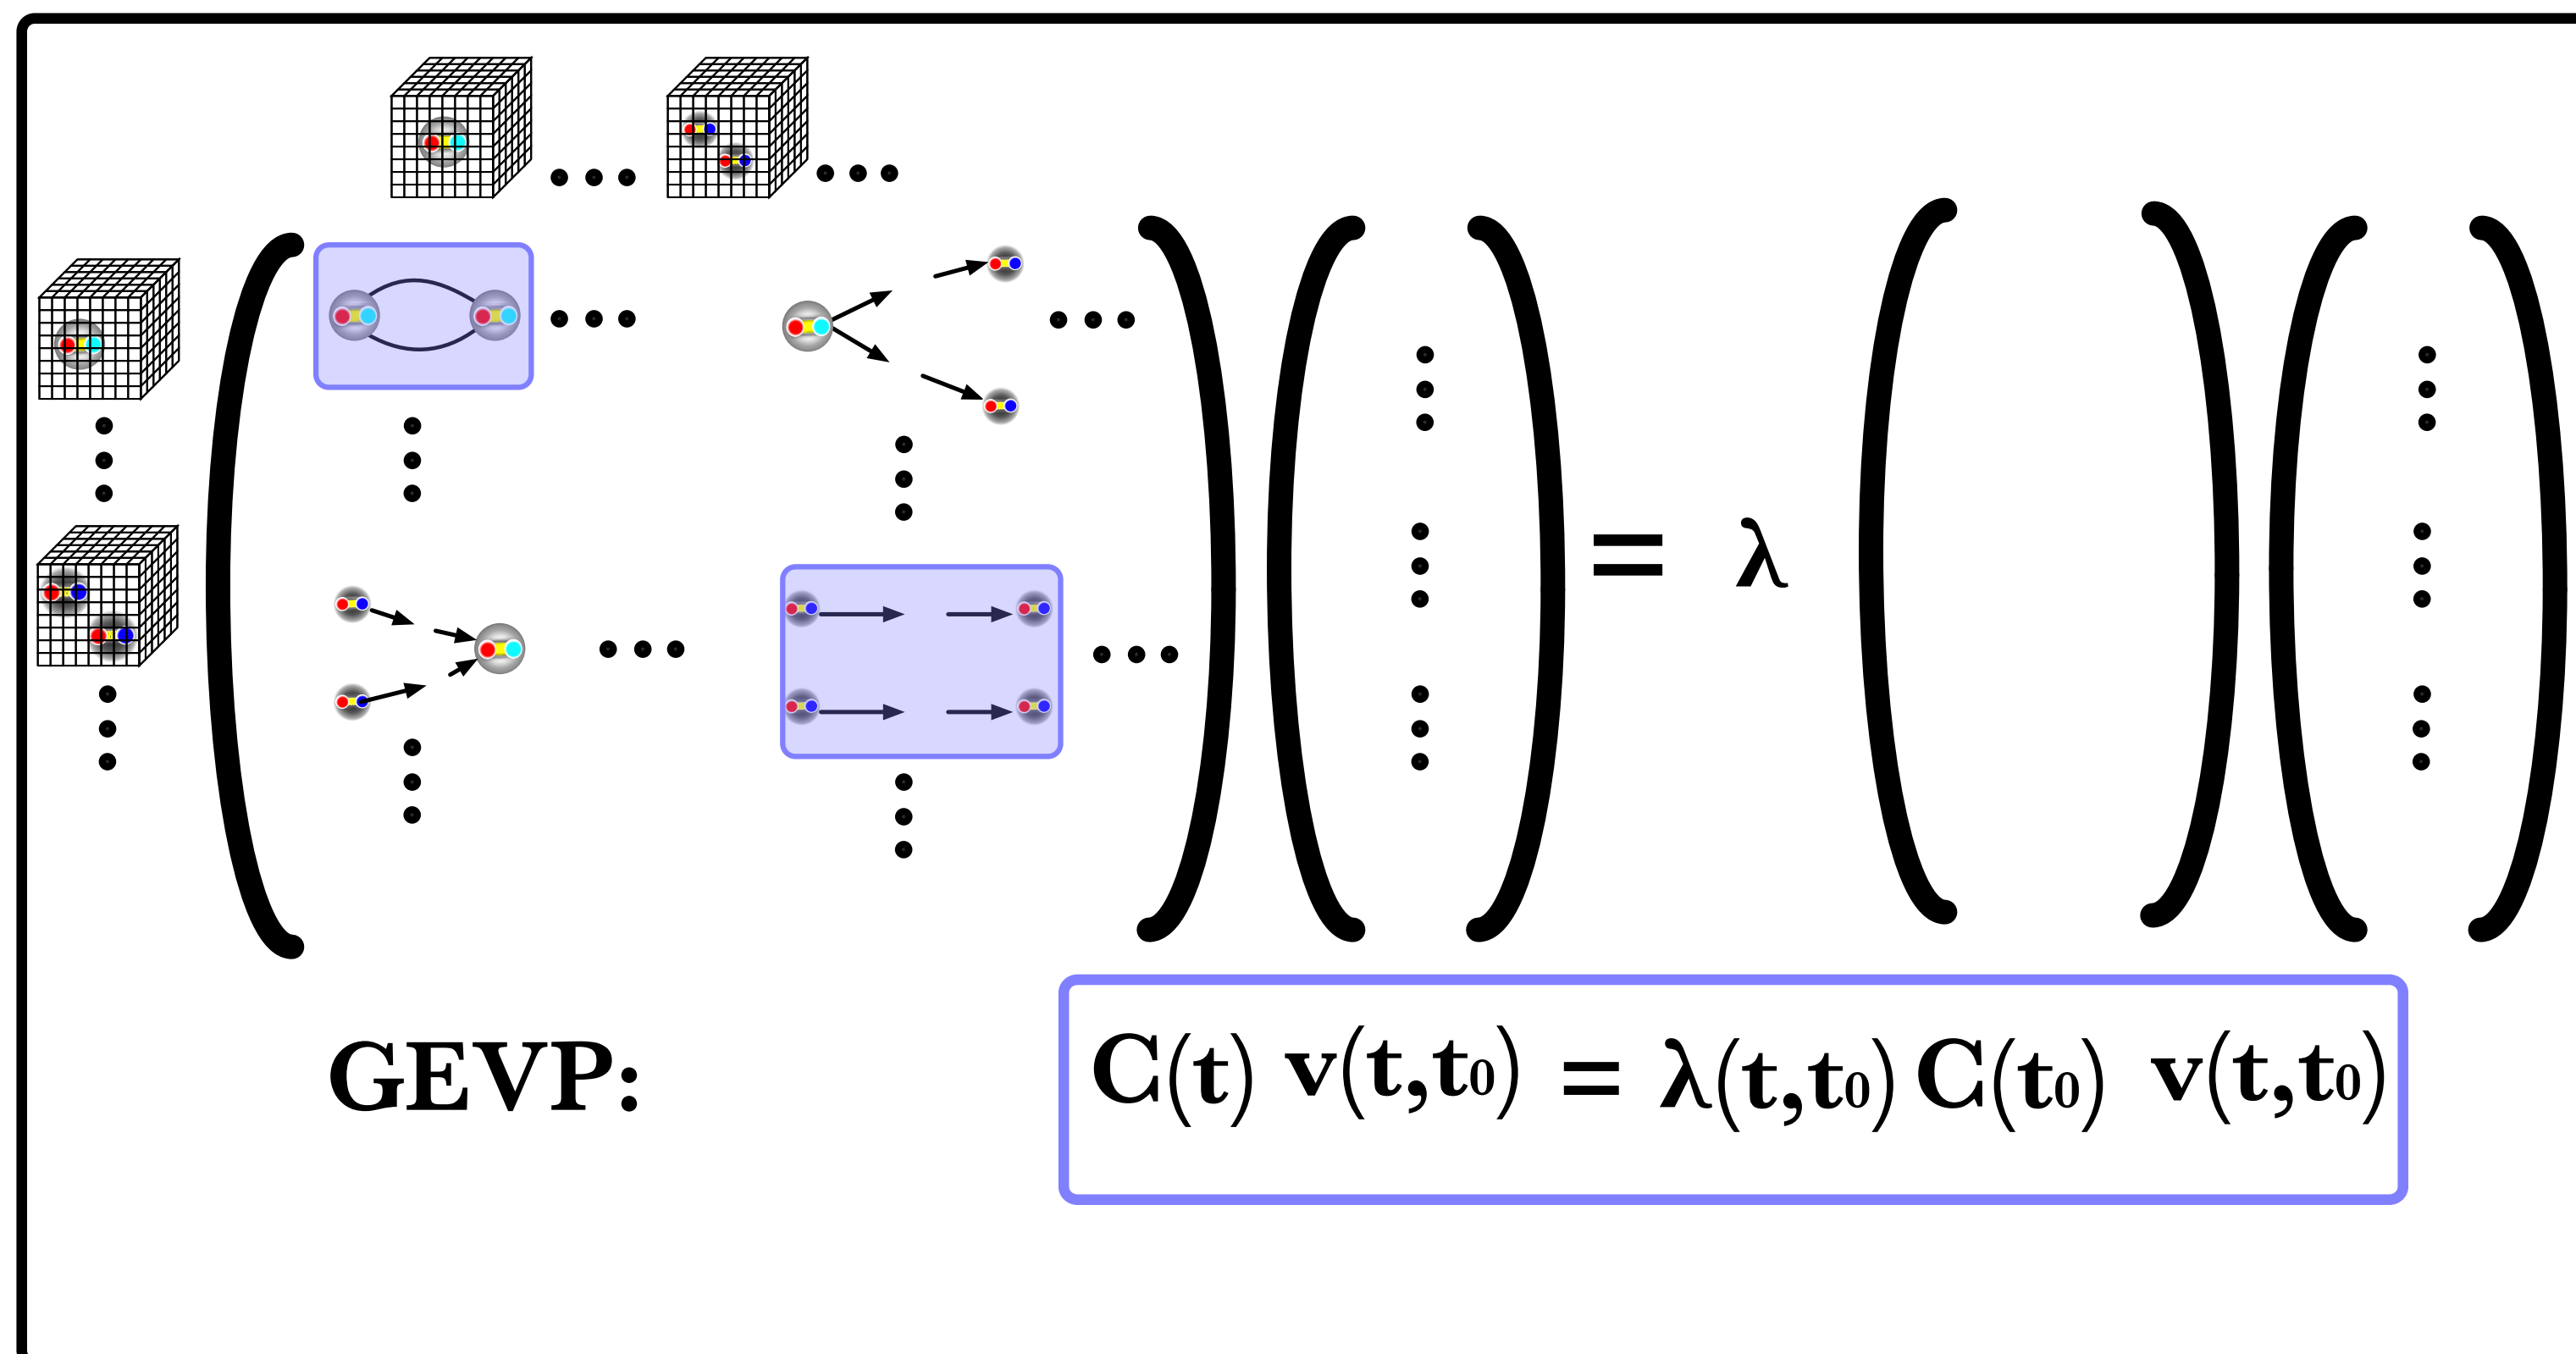 = λ
GEVP: C(t) v(t,t₀) = λ(t,t₀) C(t₀) v(t,t₀)